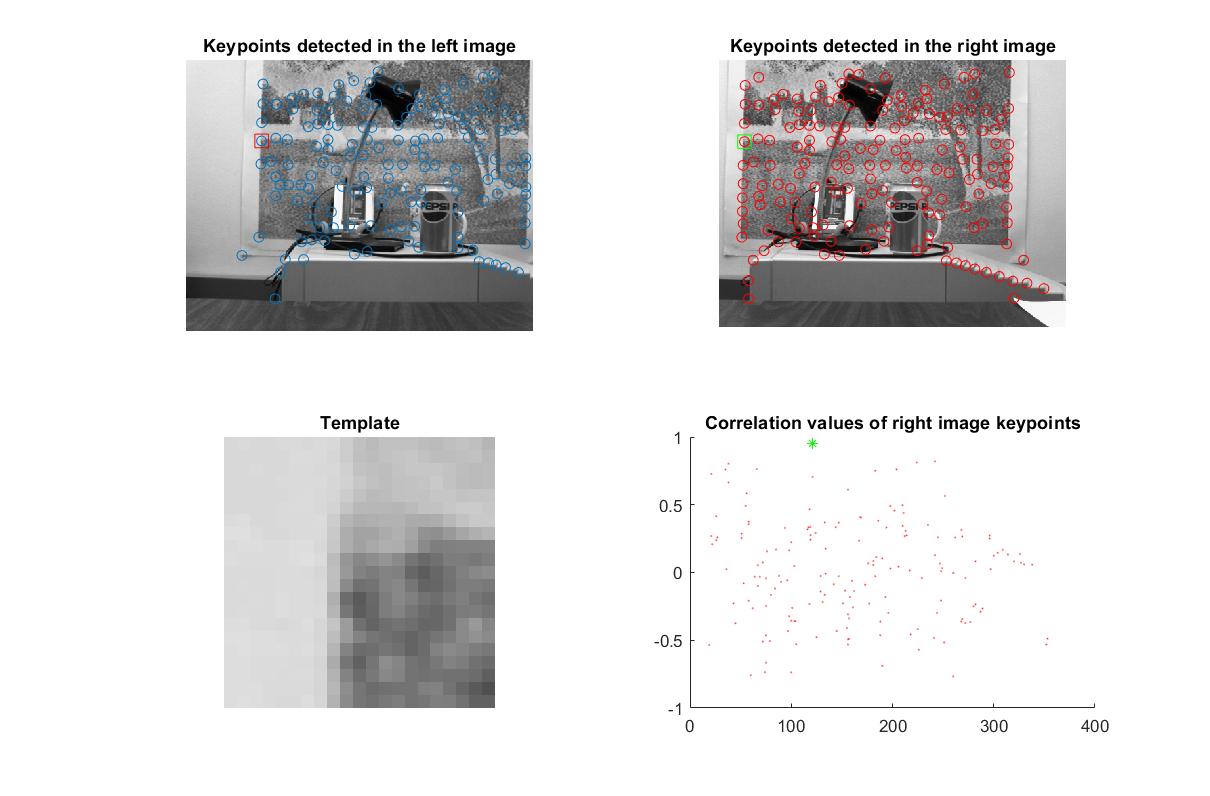 Keypoints detected in the left image
Keypoints detected in the right image
PEPSI P
PEPSI
Template
Correlation values of right image keypoints
1
0.5
0
-0.5
-1
0
100
200
300
400